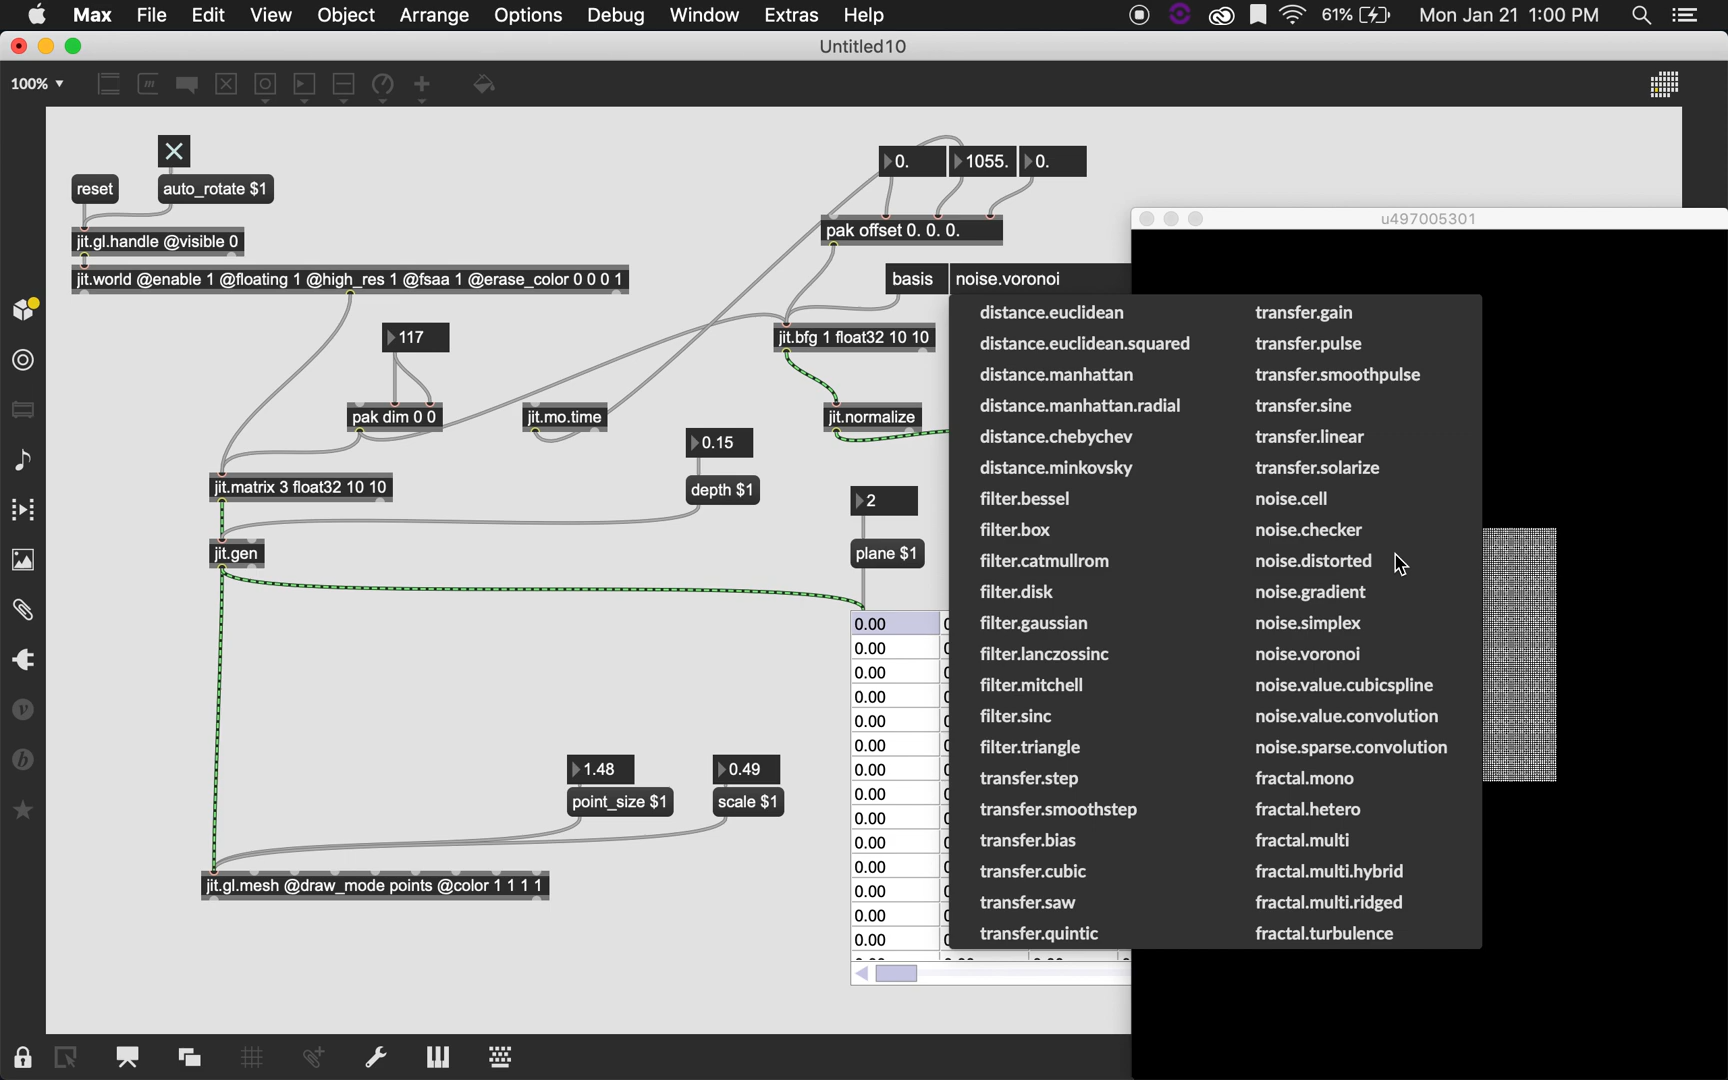 Max File Edit View Object Arrange Options Debug Window Extras Help 61% Mon Jan 21 1:00 PM
Untitled10
100%
0. 1055. 0.
reset auto_rotate $1
pak offset 0. 0. 0.
u497005301
jit.gl.handle @visible 0
jit.world @enable 1 @floating 1 @high_res 1 @fsaa 1 @erase_color 0 0 0 1
basis noise.voronoi
117
jit.bfg 1 float32 10 10
pak dim 0 0
jit.mo.time
jit.normalize
0.15
depth $1
jit.matrix 3 float32 10 10
2
jit.gen
plane $1
distance.euclidean
distance.euclidean.squared
distance.manhattan
distance.manhattan.radial
distance.chebychev
distance.minkovsky
filter.bessel
filter.box
filter.catmullrom
filter.disk
filter.gaussian
filter.lanczossinc
filter.mitchell
filter.sinc
filter.triangle
transfer.step
transfer.smoothstep
transfer.bias
transfer.cubic
transfer.saw
transfer.quintic
transfer.gain
transfer.pulse
transfer.smoothpulse
transfer.sine
transfer.linear
transfer.solarize
noise.cell
noise.checker
noise.distorted
noise.gradient
noise.simplex
noise.voronoi
noise.value.cubicspline
noise.value.convolution
noise.sparse.convolution
fractal.mono
fractal.hetero
fractal.multi
fractal.multi.hybrid
fractal.multi.ridged
fractal.turbulence
0.00
0.00
0.00
0.00
0.00
0.00
0.00
0.00
0.00
0.00
0.00
0.00
0.00
0.00
1.48 0.49
point_size $1 scale $1
jit.gl.mesh @draw_mode points @color 1 1 1 1